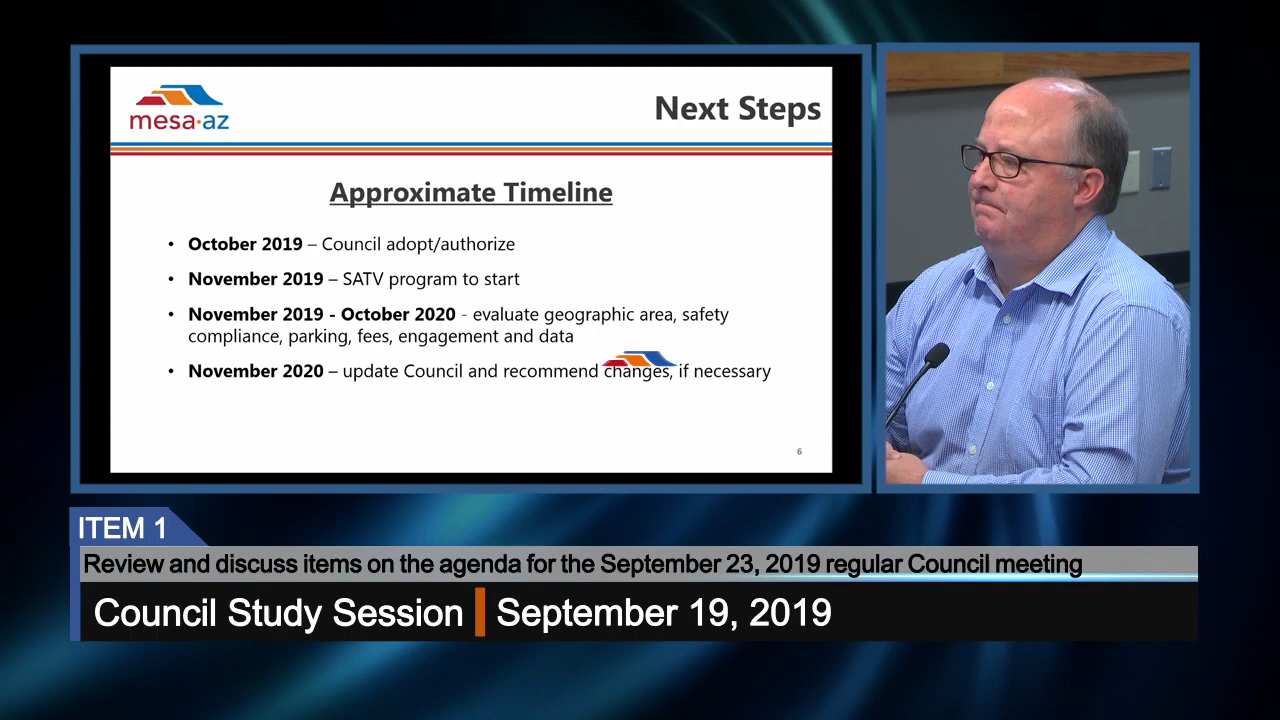 mesa·az
Next Steps
Approximate Timeline
• October 2019 – Council adopt/authorize
• November 2019 – SATV program to start
• November 2019 - October 2020 - evaluate geographic area, safety
compliance, parking, fees, engagement and data
• November 2020 – update Council and recommend changes, if necessary
6
ITEM 1
Review and discuss items on the agenda for the September 23, 2019 regular Council meeting
Council Study Session
September 19, 2019